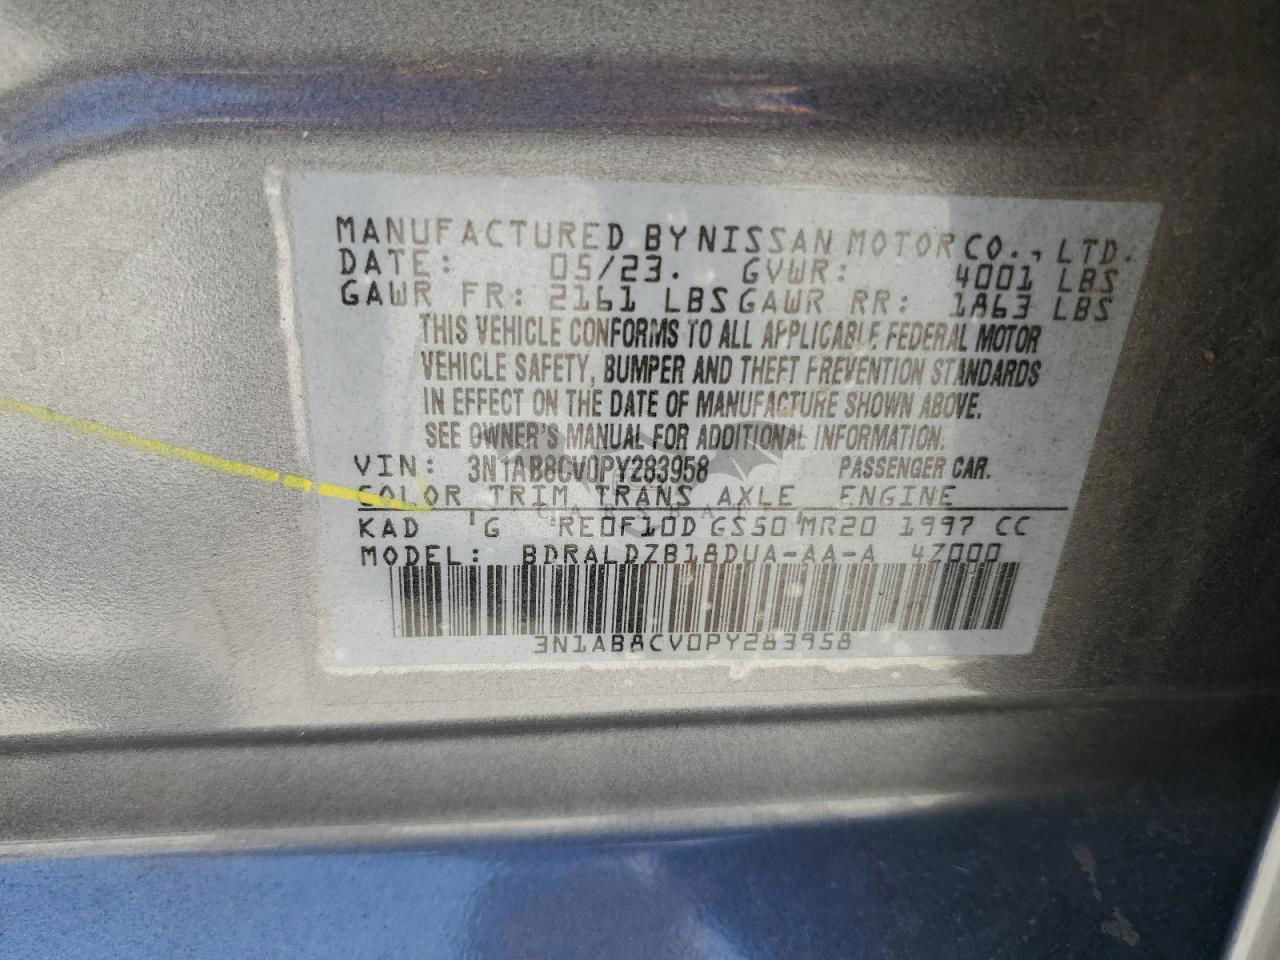 MANUFACTURED BY NISSAN MOTOR CO., LTD.
DATE: 05/23. GVWR: 4001 LBS
GAWR FR: 2161 LBS GAWR RR: 1863 LBS
THIS VEHICLE CONFORMS TO ALL APPLICABLE FEDERAL MOTOR
VEHICLE SAFETY, BUMPER AND THEFT PREVENTION STANDARDS
IN EFFECT ON THE DATE OF MANUFACTURE SHOWN ABOVE.
SEE OWNER'S MANUAL FOR ADDITIONAL INFORMATION.
VIN: 3N1AB8CV0PY283958 PASSENGER CAR.
COLOR TRIM TRANS AXLE ENGINE
KAD G RE0F10D GS50 MR20 1997 CC
MODEL: BDRALDZB18DUA-AA-A 4Z000
3N1AB8CV0PY283958